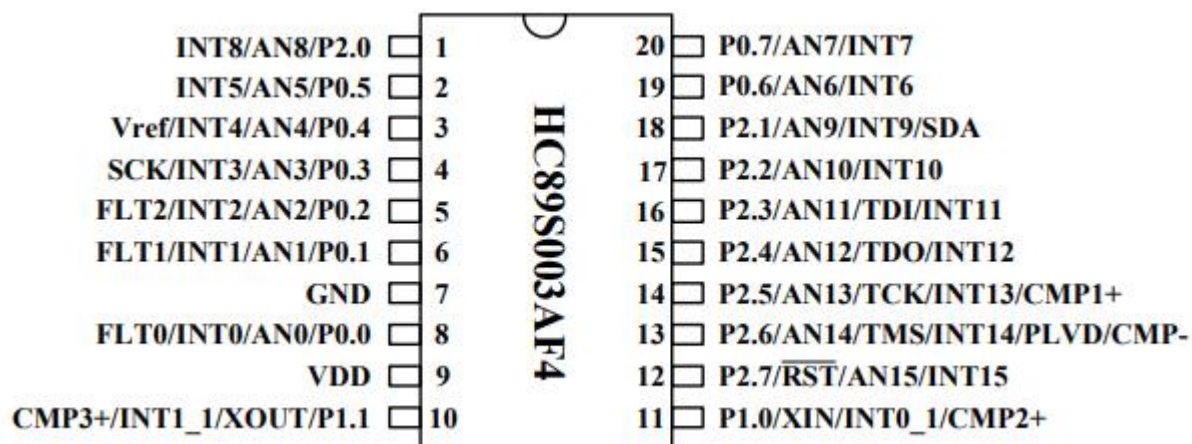 INT8/AN8/P2.0 1 20 P0.7/AN7/INT7
INT5/AN5/P0.5 2 19 P0.6/AN6/INT6
Vref/INT4/AN4/P0.4 3 18 P2.1/AN9/INT9/SDA
SCK/INT3/AN3/P0.3 4 17 P2.2/AN10/INT10
FLT2/INT2/AN2/P0.2 5 16 P2.3/AN11/TDI/INT11
FLT1/INT1/AN1/P0.1 6 15 P2.4/AN12/TDO/INT12
GND 7 14 P2.5/AN13/TCK/INT13/CMP1+
FLT0/INT0/AN0/P0.0 8 13 P2.6/AN14/TMS/INT14/PLVD/CMP-
VDD 9 12 P2.7/RST/AN15/INT15
CMP3+/INT1_1/XOUT/P1.1 10 11 P1.0/XIN/INT0_1/CMP2+
HC89S003AF4